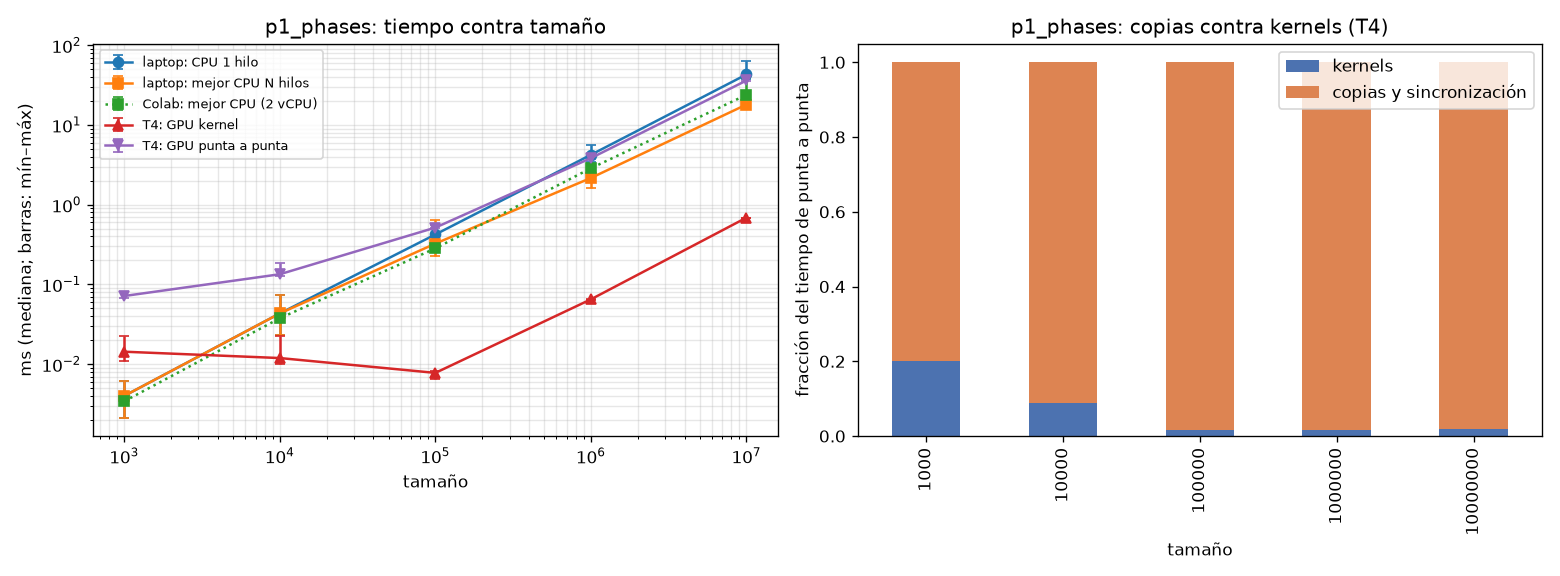 p1_phases: tiempo contra tamaño
ms (mediana; barras: mín–máx)
10²
10¹
10⁰
10⁻¹
10⁻²
laptop: CPU 1 hilo
laptop: mejor CPU N hilos
Colab: mejor CPU (2 vCPU)
T4: GPU kernel
T4: GPU punta a punta
10³
10⁴
10⁵
10⁶
10⁷
tamaño
p1_phases: copias contra kernels (T4)
fracción del tiempo de punta a punta
1.0
0.8
0.6
0.4
0.2
0.0
kernels
copias y sincronización
1000
10000
100000
1000000
10000000
tamaño